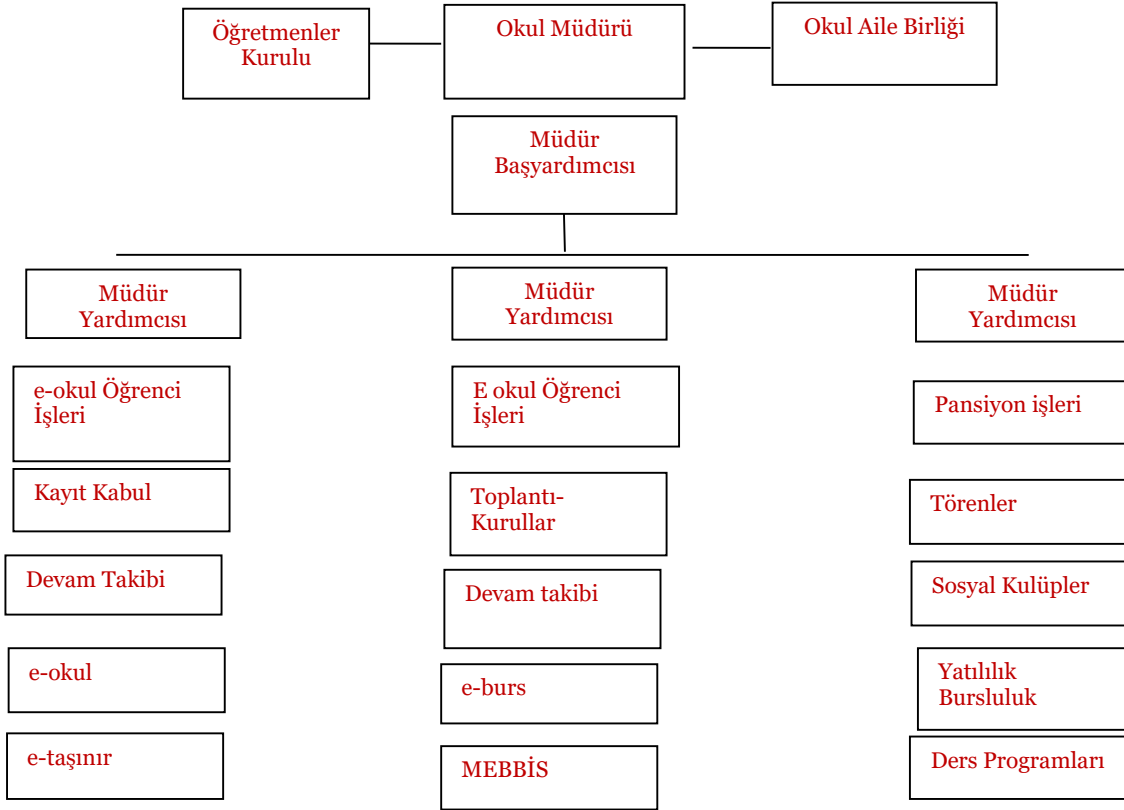 Öğretmenler
Kurulu
Okul Müdürü
Okul Aile Birliği
Müdür
Başyardımcısı
Müdür
Yardımcısı
Müdür
Yardımcısı
Müdür
Yardımcısı
e-okul Öğrenci
İşleri
E okul Öğrenci
İşleri
Pansiyon işleri
Kayıt Kabul
Toplantı-
Kurullar
Törenler
Devam Takibi
Devam takibi
Sosyal Kulüpler
e-okul
e-burs
Yatılılık
Bursluluk
e-taşınır
MEBBİS
Ders Programları